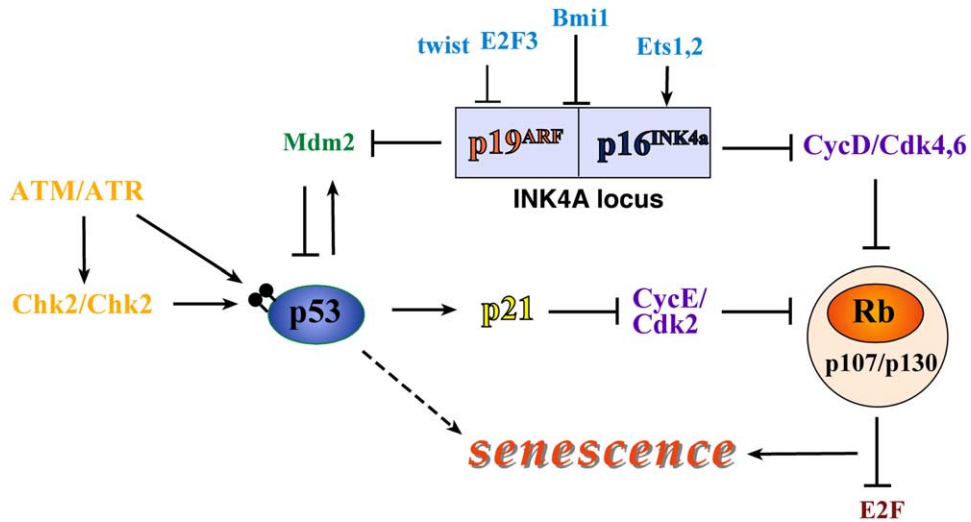 Bmi1
twist E2F3
Ets1,2
Mdm2
p19ARF
p16INK4a
CycD/Cdk4,6
INK4A locus
ATM/ATR
Chk2/Chk2
p53
p21
CycE/
Cdk2
Rb
p107/p130
senescence
E2F